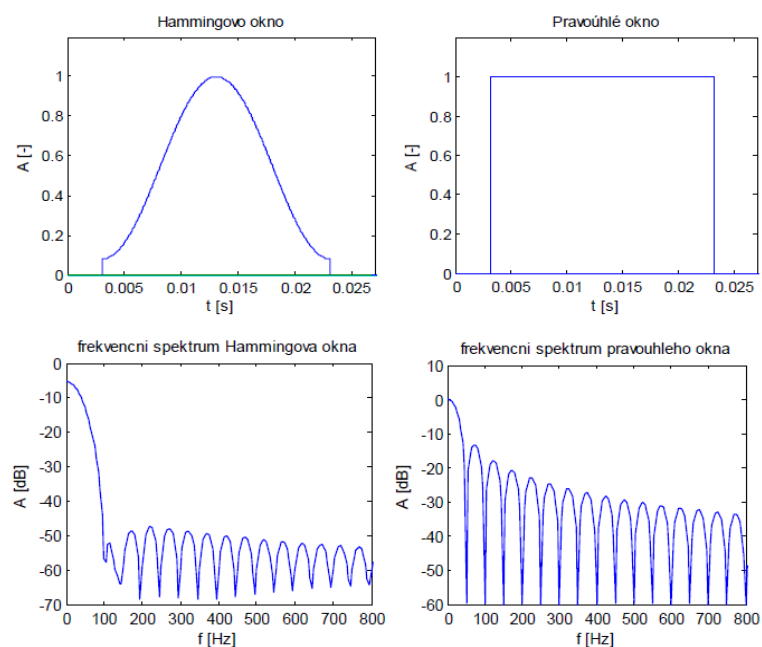 Hammingovo okno
A [-]
1
0.8
0.6
0.4
0.2
0
0 0.005 0.01 0.015 0.02 0.025
t [s]
Pravoúhlé okno
A [-]
1
0.8
0.6
0.4
0.2
0
0 0.005 0.01 0.015 0.02 0.025
t [s]
frekvencni spektrum Hammingova okna
A [dB]
0
-10
-20
-30
-40
-50
-60
-70
0 100 200 300 400 500 600 700 800
f [Hz]
frekvencni spektrum pravouhleho okna
A [dB]
10
0
-10
-20
-30
-40
-50
-60
0 100 200 300 400 500 600 700 800
f [Hz]